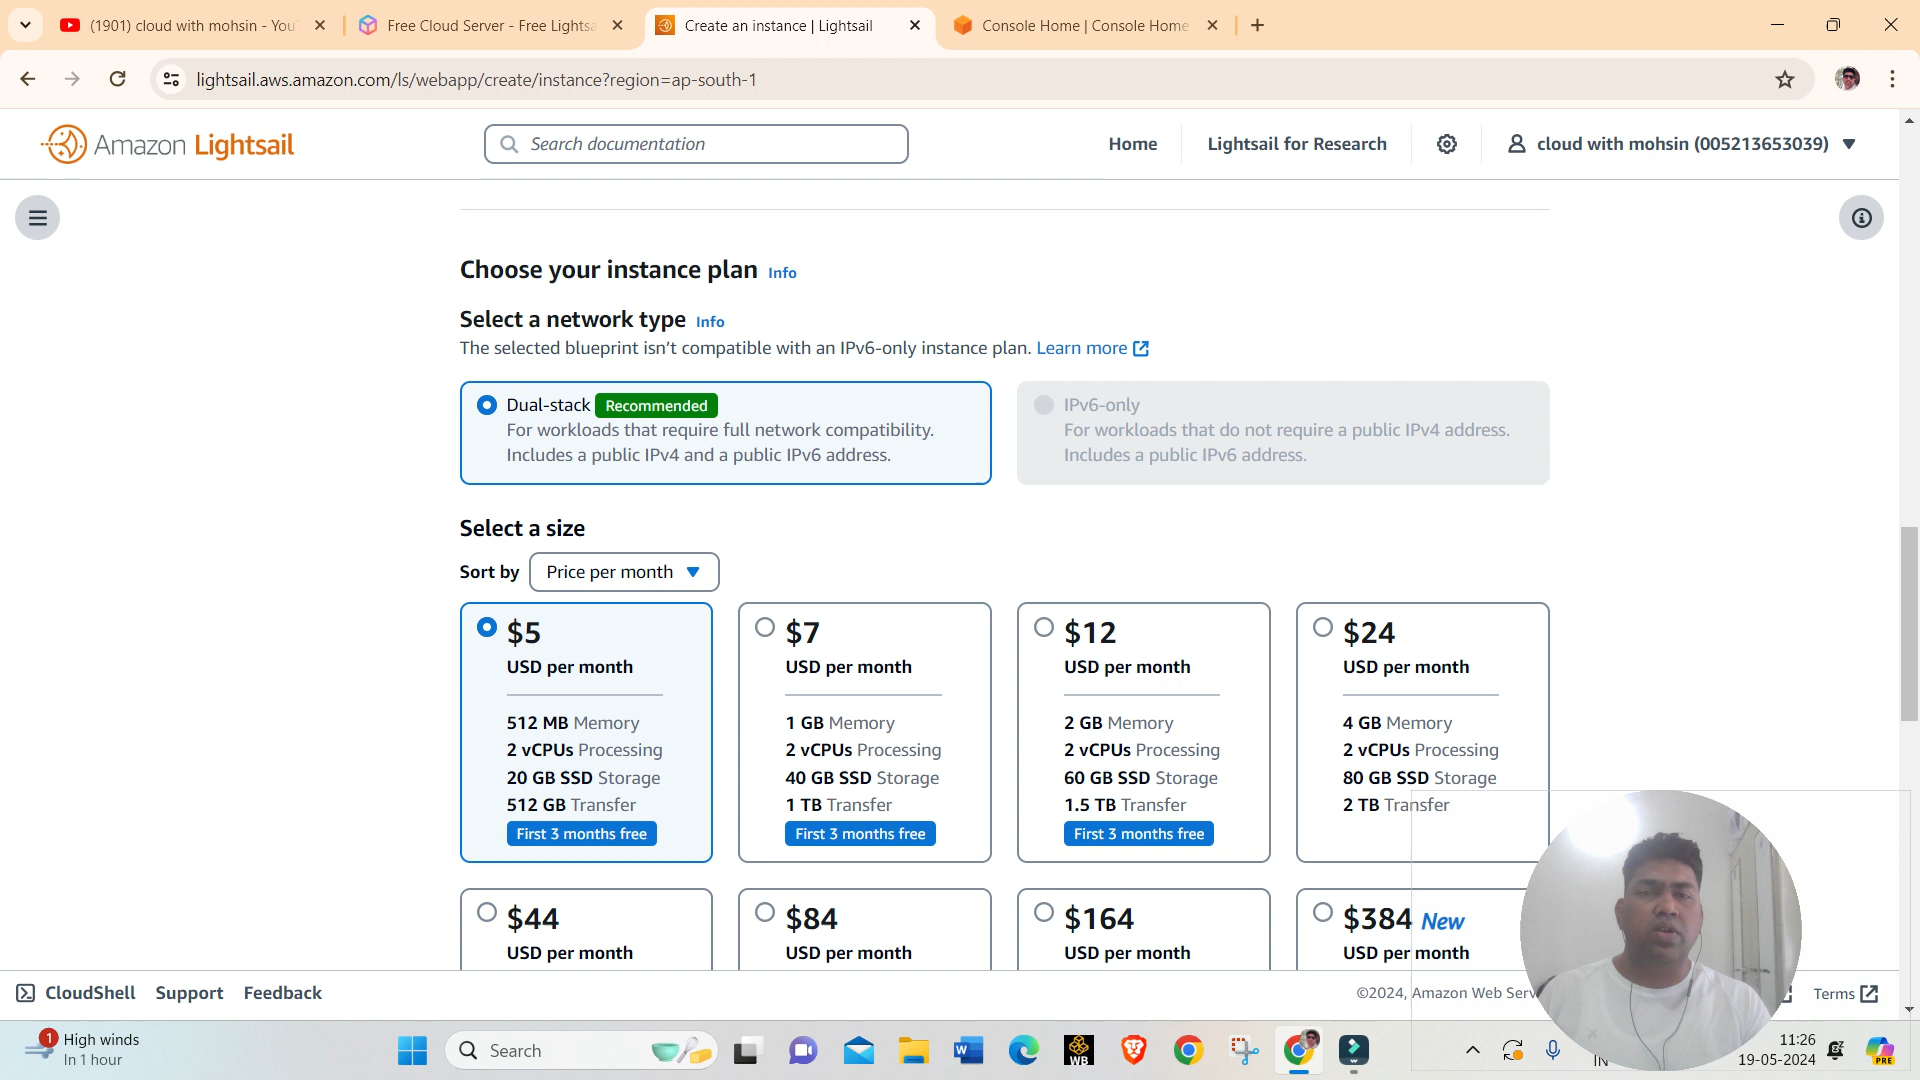 (1901) cloud with mohsin - You
Free Cloud Server - Free Lightsa
Create an instance | Lightsail
Console Home | Console Home
lightsail.aws.amazon.com/ls/webapp/create/instance?region=ap-south-1
Amazon Lightsail
Search documentation
Home
Lightsail for Research
cloud with mohsin (005213653039)
Choose your instance plan Info
Select a network type Info
The selected blueprint isn't compatible with an IPv6-only instance plan. Learn more
Dual-stack Recommended
For workloads that require full network compatibility.
Includes a public IPv4 and a public IPv6 address.
IPv6-only
For workloads that do not require a public IPv4 address.
Includes a public IPv6 address.
Select a size
Sort by Price per month
$5
USD per month
512 MB Memory
2 vCPUs Processing
20 GB SSD Storage
512 GB Transfer
First 3 months free
$7
USD per month
1 GB Memory
2 vCPUs Processing
40 GB SSD Storage
1 TB Transfer
First 3 months free
$12
USD per month
2 GB Memory
2 vCPUs Processing
60 GB SSD Storage
1.5 TB Transfer
First 3 months free
$24
USD per month
4 GB Memory
2 vCPUs Processing
80 GB SSD Storage
2 TB Transfer
$44
USD per month
$84
USD per month
$164
USD per month
$384 New
USD per month
CloudShell Support Feedback
©2024, Amazon Web Serv
Terms
1
High winds
In 1 hour
Search
W
WB
IN
11:26
19-05-2024
PRE